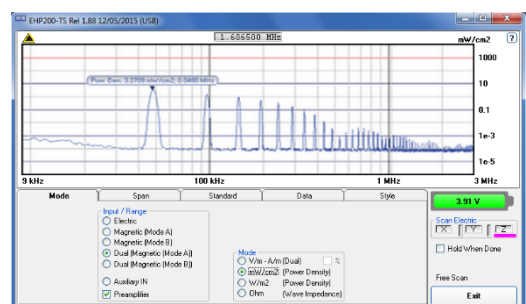 EHP200-TS Rel 1.88 12/05/2015 (USB)
1.686500 MHz
mW/cm2
?
1000
10
0.1
1e-3
1e-5
9 kHz
100 kHz
1 MHz
3 MHz
Mode
Span
Standard
Data
Style
3.91 V
Input / Range
Electric
Magnetic (Mode A)
Magnetic (Mode B)
Dual (Magnetic (Mode A))
Dual (Magnetic (Mode B))
Auxiliary IN
Preamplifier
Mode
V/m - A/m (Dual) %
mW/cm2 (Power Density)
W/m2 (Power Density)
Ohm (Wave Impedance)
Scan Electric
X Y Z
Hold When Done
Free Scan
Exit